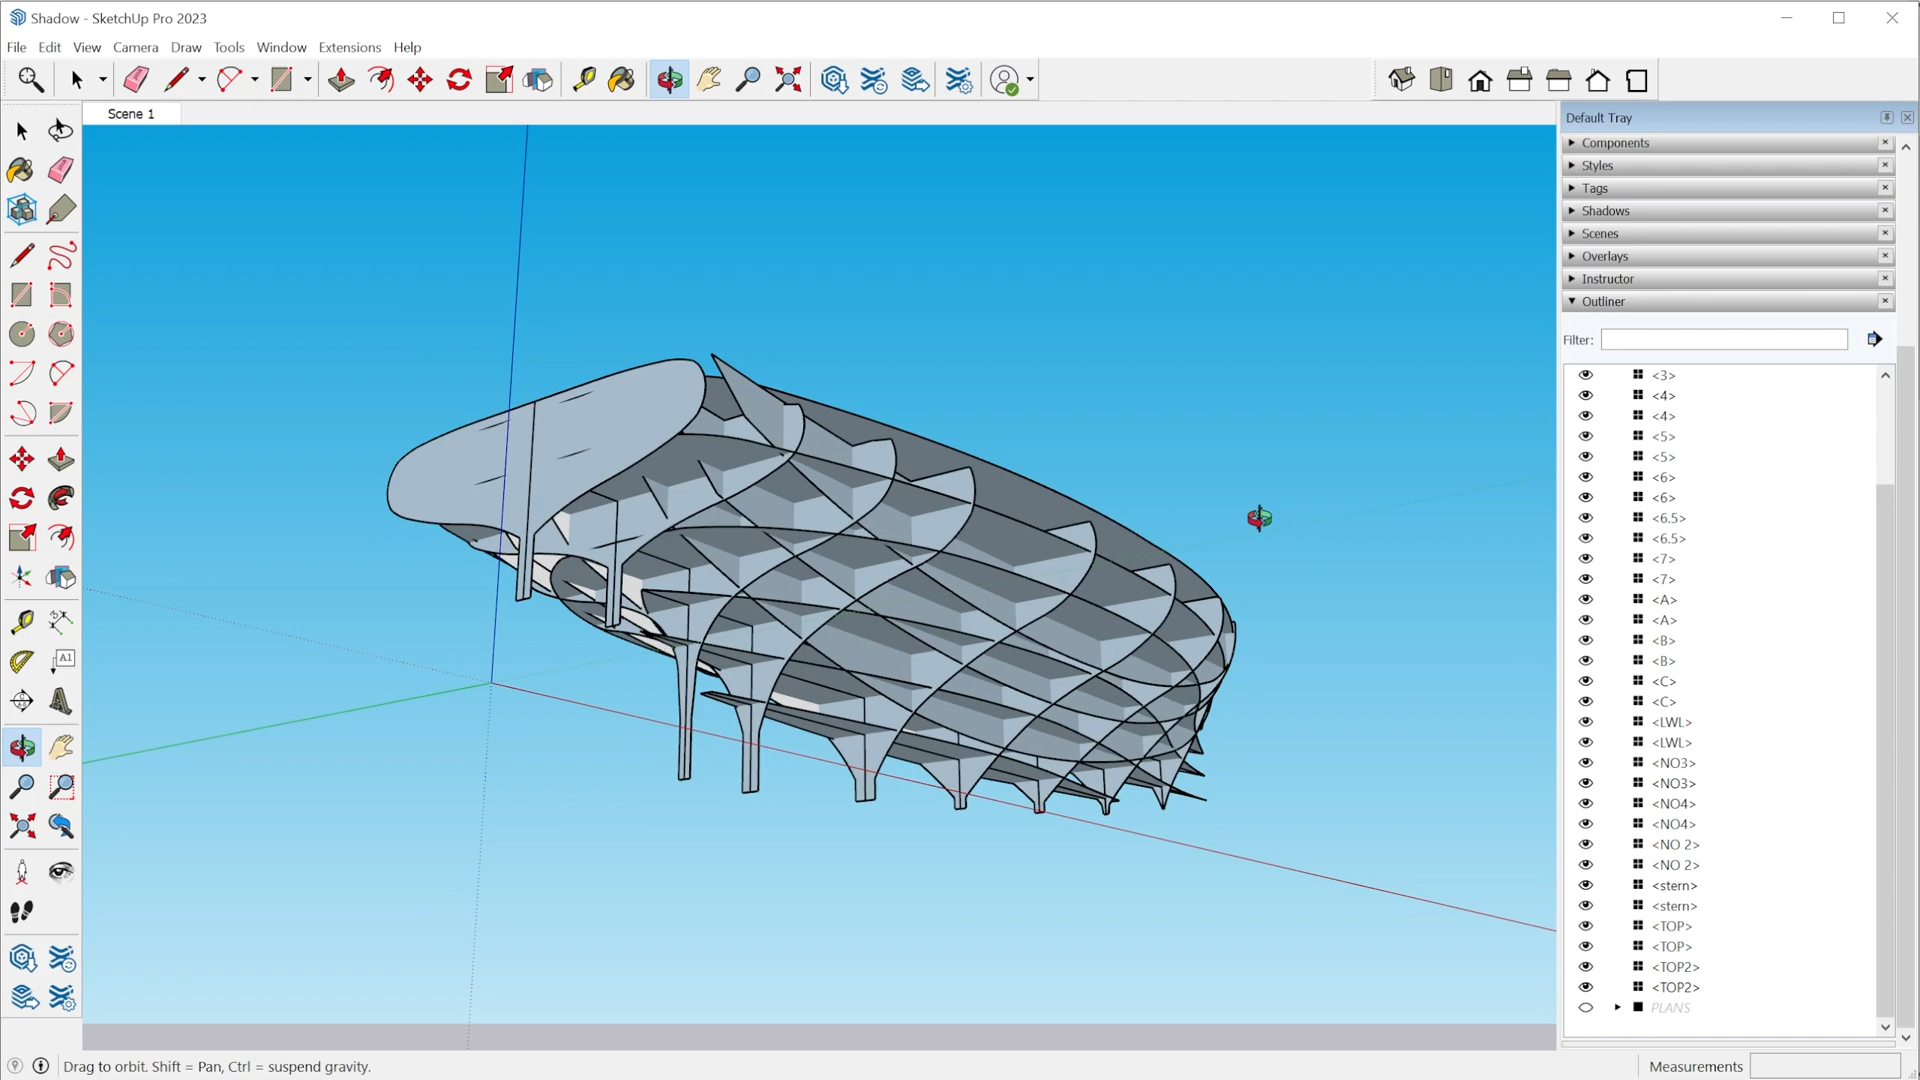 Shadow - SketchUp Pro 2023
File Edit View Camera Draw Tools Window Extensions Help
Scene 1
Default Tray
Components
Styles
Tags
Shadows
Scenes
Overlays
Instructor
Outliner
Filter:
<3>
<4>
<4>
<5>
<5>
<6>
<6>
<6.5>
<6.5>
<7>
<7>
<A>
<A>
<B>
<B>
<C>
<C>
<LWL>
<LWL>
<NO3>
<NO3>
<NO4>
<NO4>
<NO 2>
<NO 2>
<stern>
<stern>
<TOP>
<TOP>
<TOP2>
<TOP2>
PLANS
A1
Drag to orbit. Shift = Pan, Ctrl = suspend gravity.
Measurements